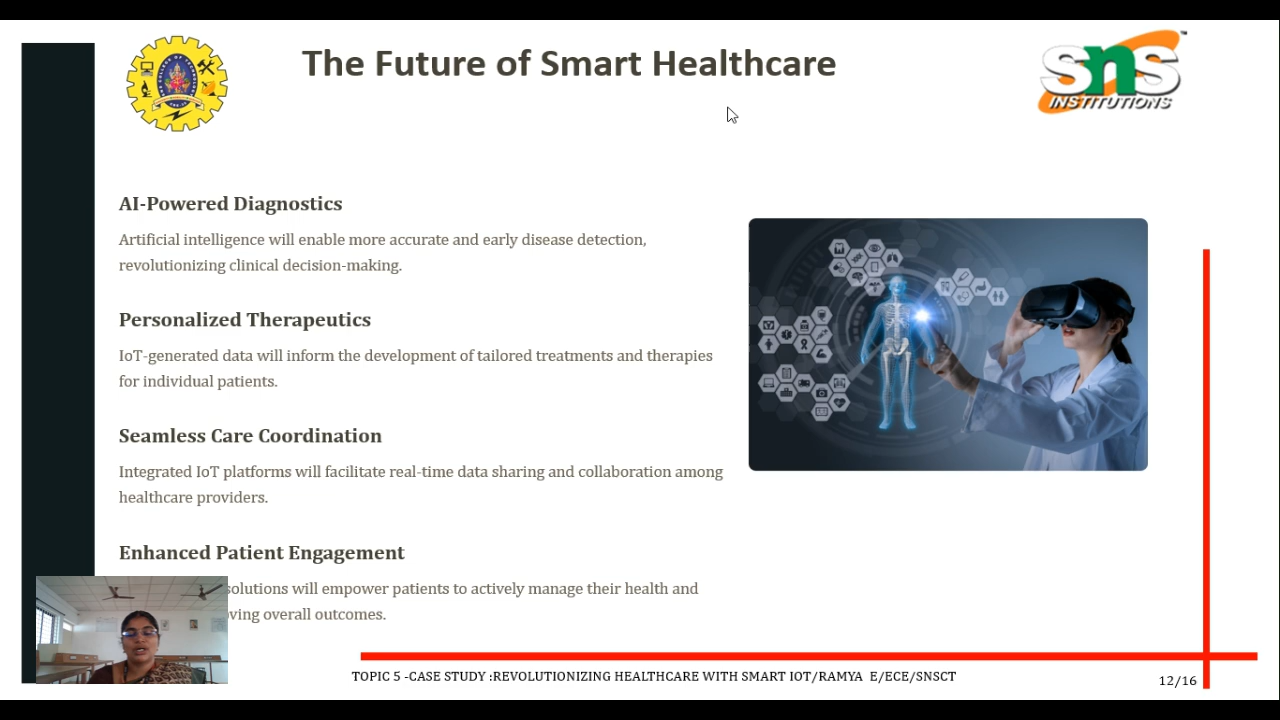 The Future of Smart Healthcare
SNS
INSTITUTIONS
AI-Powered Diagnostics
Artificial intelligence will enable more accurate and early disease detection,
revolutionizing clinical decision-making.
Personalized Therapeutics
IoT-generated data will inform the development of tailored treatments and therapies
for individual patients.
Seamless Care Coordination
Integrated IoT platforms will facilitate real-time data sharing and collaboration among
healthcare providers.
Enhanced Patient Engagement
solutions will empower patients to actively manage their health and
overall outcomes.
TOPIC 5 -CASE STUDY :REVOLUTIONIZING HEALTHCARE WITH SMART IOT/RAMYA E/ECE/SNSCT
12/16